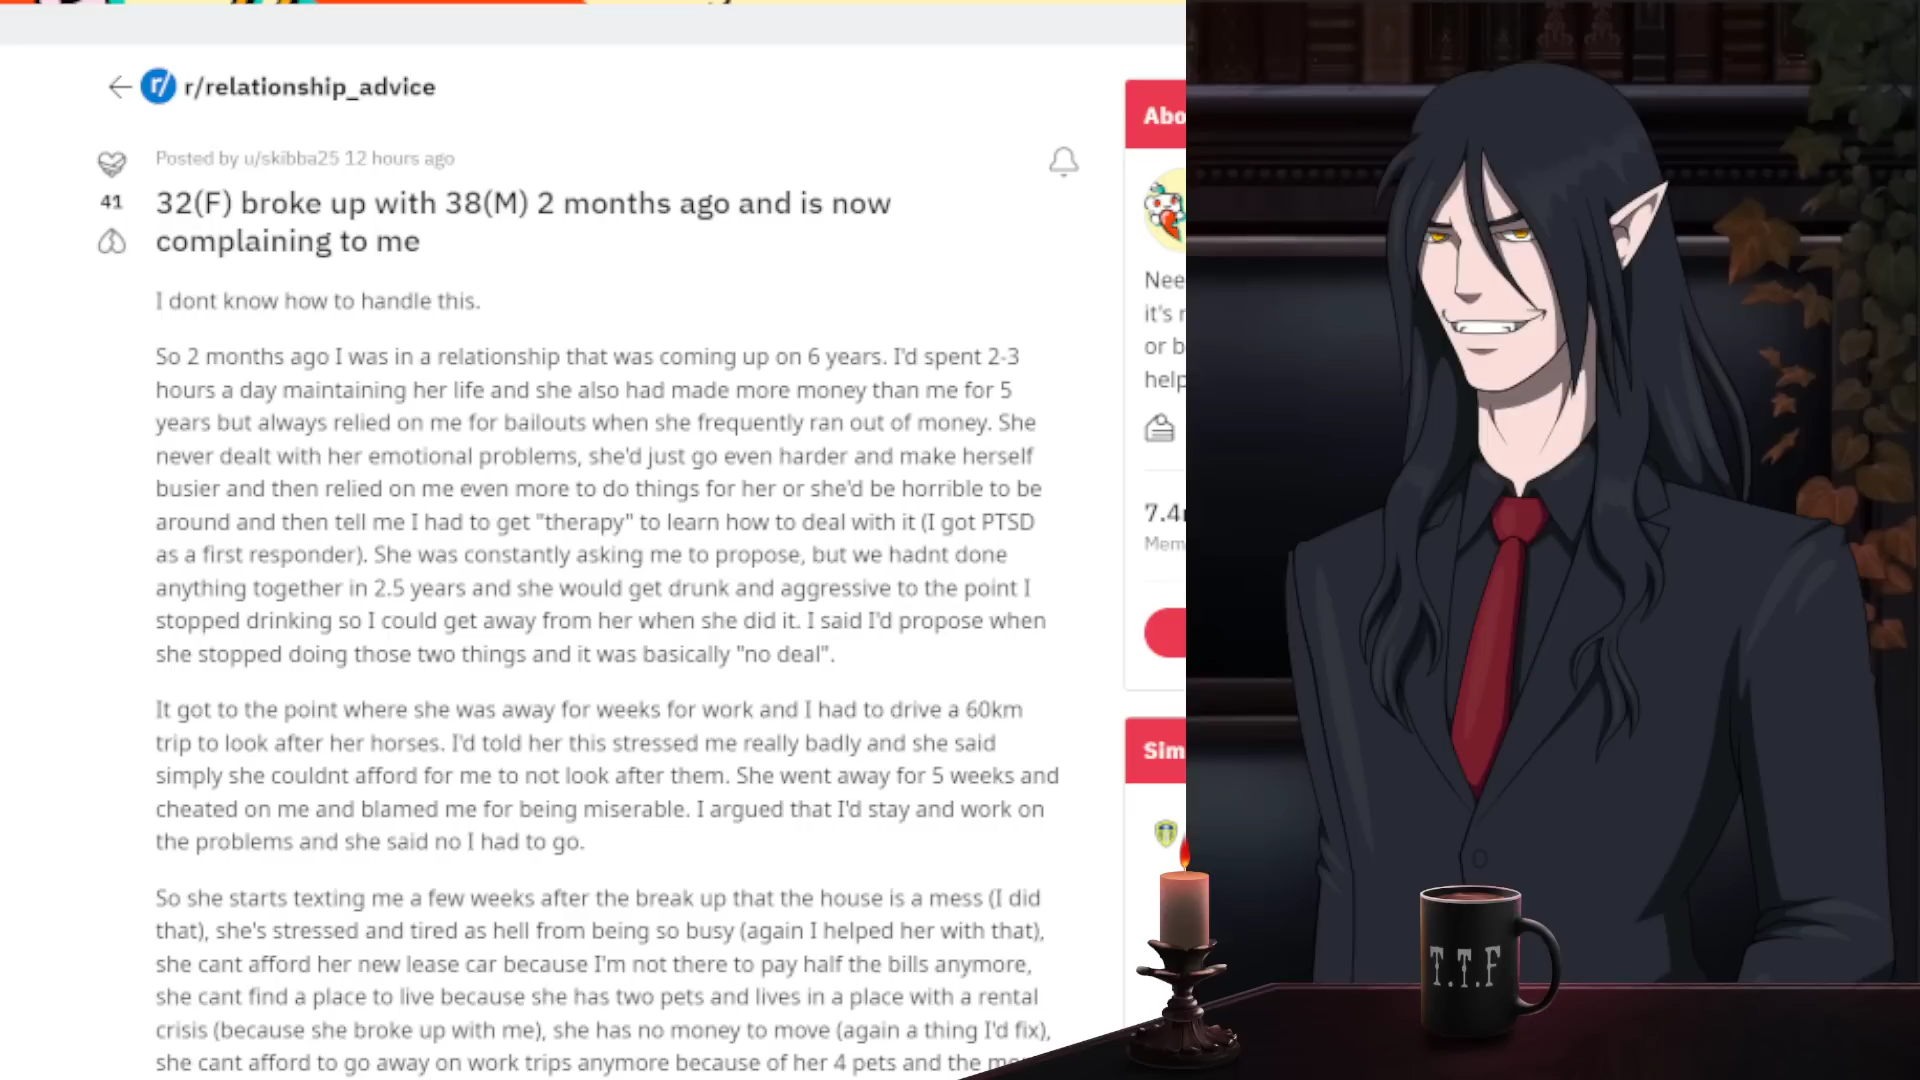 r/ r/relationship_advice
Posted by u/skibba25 12 hours ago
41
32(F) broke up with 38(M) 2 months ago and is now
complaining to me
I dont know how to handle this.
So 2 months ago I was in a relationship that was coming up on 6 years. I'd spent 2-3
hours a day maintaining her life and she also had made more money than me for 5
years but always relied on me for bailouts when she frequently ran out of money. She
never dealt with her emotional problems, she'd just go even harder and make herself
busier and then relied on me even more to do things for her or she'd be horrible to be
around and then tell me I had to get "therapy" to learn how to deal with it (I got PTSD
as a first responder). She was constantly asking me to propose, but we hadnt done
anything together in 2.5 years and she would get drunk and aggressive to the point I
stopped drinking so I could get away from her when she did it. I said I'd propose when
she stopped doing those two things and it was basically "no deal".
It got to the point where she was away for weeks for work and I had to drive a 60km
trip to look after her horses. I'd told her this stressed me really badly and she said
simply she couldnt afford for me to not look after them. She went away for 5 weeks and
cheated on me and blamed me for being miserable. I argued that I'd stay and work on
the problems and she said no I had to go.
So she starts texting me a few weeks after the break up that the house is a mess (I did
that), she's stressed and tired as hell from being so busy (again I helped her with that),
she cant afford her new lease car because I'm not there to pay half the bills anymore,
she cant find a place to live because she has two pets and lives in a place with a rental
crisis (because she broke up with me), she has no money to move (again a thing I'd fix),
she cant afford to go away on work trips anymore because of her 4 pets and the
Abo
Nee
it's
or b
help
7.4
Mem
Sim
T.T.F